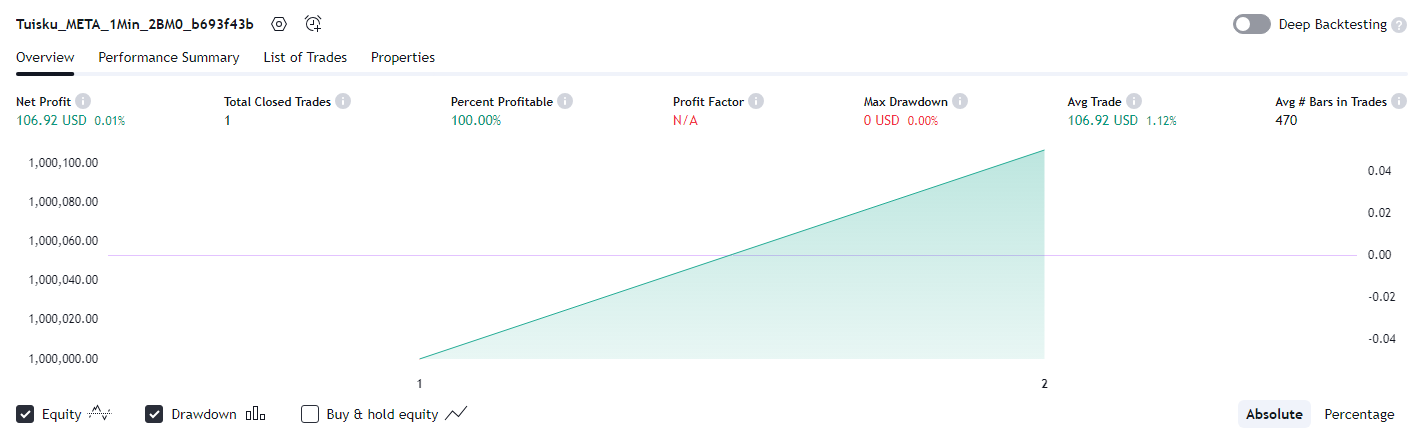 Tuisku_META_1Min_2BM0_b693f43b Deep Backtesting ?
Overview Performance Summary List of Trades Properties
Net Profit Total Closed Trades Percent Profitable Profit Factor Max Drawdown Avg Trade Avg # Bars in Trades
106.92 USD 0.01% 1 100.00% N/A 0 USD 0.00% 106.92 USD 1.12% 470
1,000,100.00 0.04
1,000,080.00 0.02
1,000,060.00 0.00
1,000,040.00 -0.02
1,000,020.00 -0.04
1,000,000.00
1 2
Equity Drawdown Buy & hold equity Absolute Percentage